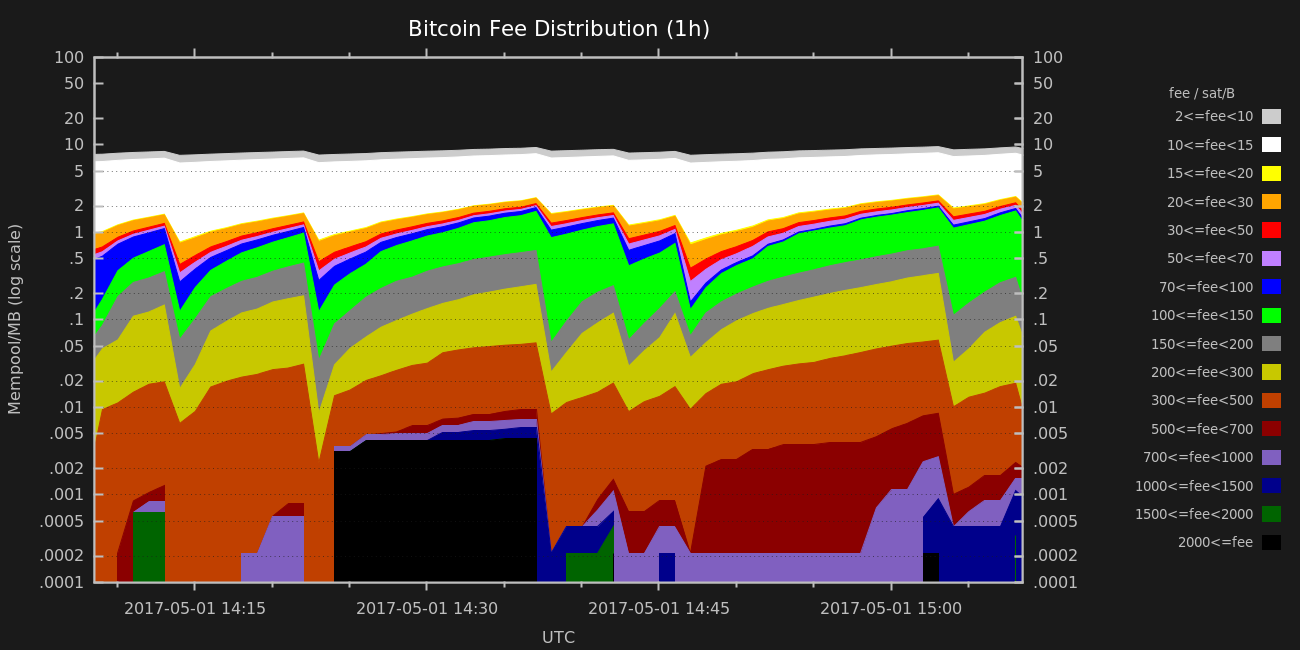 Bitcoin Fee Distribution (1h)
Mempool/MB (log scale)
100
50
20
10
5
2
1
.5
.2
.1
.05
.02
.01
.005
.002
.001
.0005
.0002
.0001
100
50
20
10
5
2
1
.5
.2
.1
.05
.02
.01
.005
.002
.001
.0005
.0002
.0001
2017-05-01 14:15
2017-05-01 14:30
2017-05-01 14:45
2017-05-01 15:00
UTC
fee / sat/B
2<=fee<10
10<=fee<15
15<=fee<20
20<=fee<30
30<=fee<50
50<=fee<70
70<=fee<100
100<=fee<150
150<=fee<200
200<=fee<300
300<=fee<500
500<=fee<700
700<=fee<1000
1000<=fee<1500
1500<=fee<2000
2000<=fee